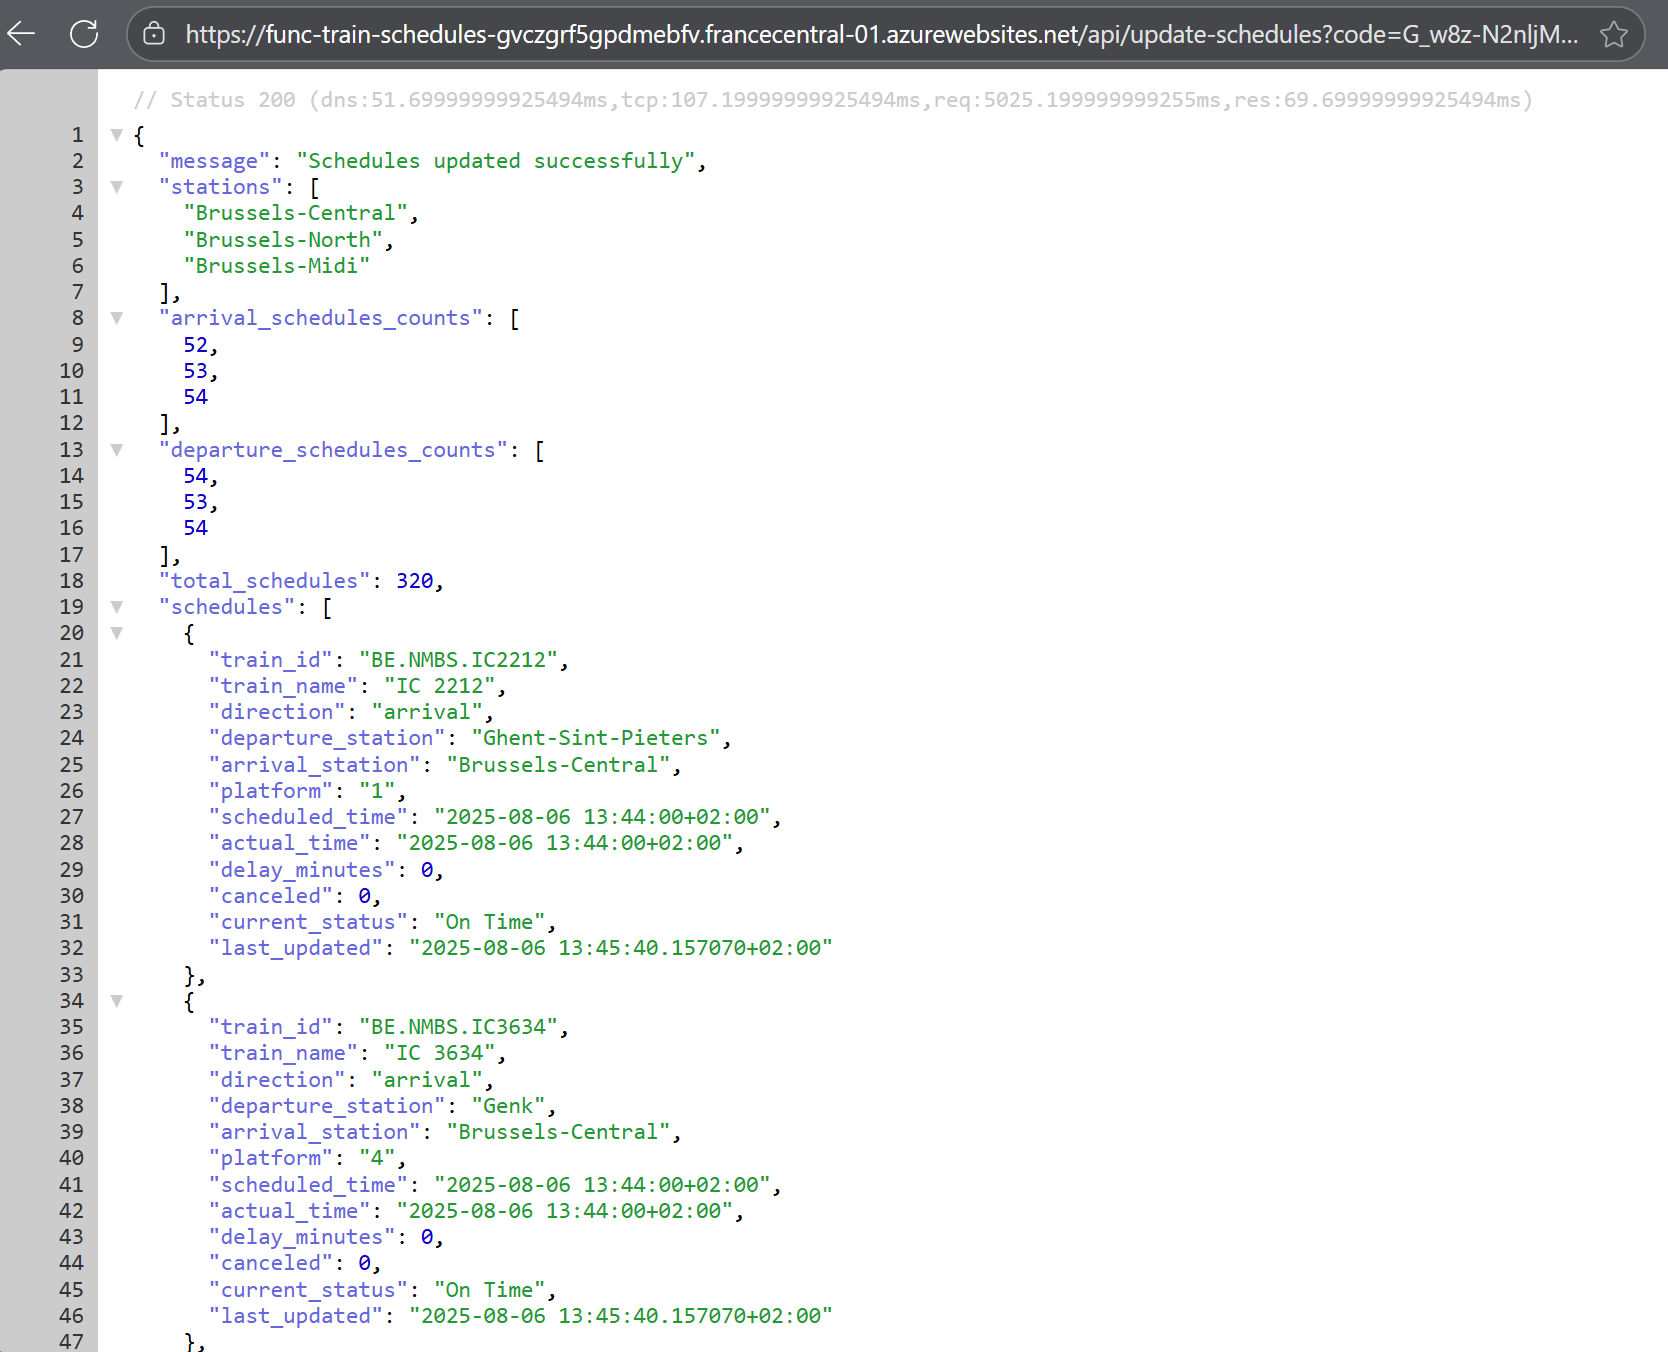 https://func-train-schedules-gvczgrf5gpdmebfv.francecentral-01.azurewebsites.net/api/update-schedules?code=G_w8z-N2nljM...
// Status 200 (dns:51.69999999925494ms,tcp:107.19999999925494ms,req:5025.199999999255ms,res:69.69999999925494ms)
1 {
2 "message": "Schedules updated successfully",
3 "stations": [
4 "Brussels-Central",
5 "Brussels-North",
6 "Brussels-Midi"
7 ],
8 "arrival_schedules_counts": [
9 52,
10 53,
11 54
12 ],
13 "departure_schedules_counts": [
14 54,
15 53,
16 54
17 ],
18 "total_schedules": 320,
19 "schedules": [
20 {
21 "train_id": "BE.NMBS.IC2212",
22 "train_name": "IC 2212",
23 "direction": "arrival",
24 "departure_station": "Ghent-Sint-Pieters",
25 "arrival_station": "Brussels-Central",
26 "platform": "1",
27 "scheduled_time": "2025-08-06 13:44:00+02:00",
28 "actual_time": "2025-08-06 13:44:00+02:00",
29 "delay_minutes": 0,
30 "canceled": 0,
31 "current_status": "On Time",
32 "last_updated": "2025-08-06 13:45:40.157070+02:00"
33 },
34 {
35 "train_id": "BE.NMBS.IC3634",
36 "train_name": "IC 3634",
37 "direction": "arrival",
38 "departure_station": "Genk",
39 "arrival_station": "Brussels-Central",
40 "platform": "4",
41 "scheduled_time": "2025-08-06 13:44:00+02:00",
42 "actual_time": "2025-08-06 13:44:00+02:00",
43 "delay_minutes": 0,
44 "canceled": 0,
45 "current_status": "On Time",
46 "last_updated": "2025-08-06 13:45:40.157070+02:00"
47 },